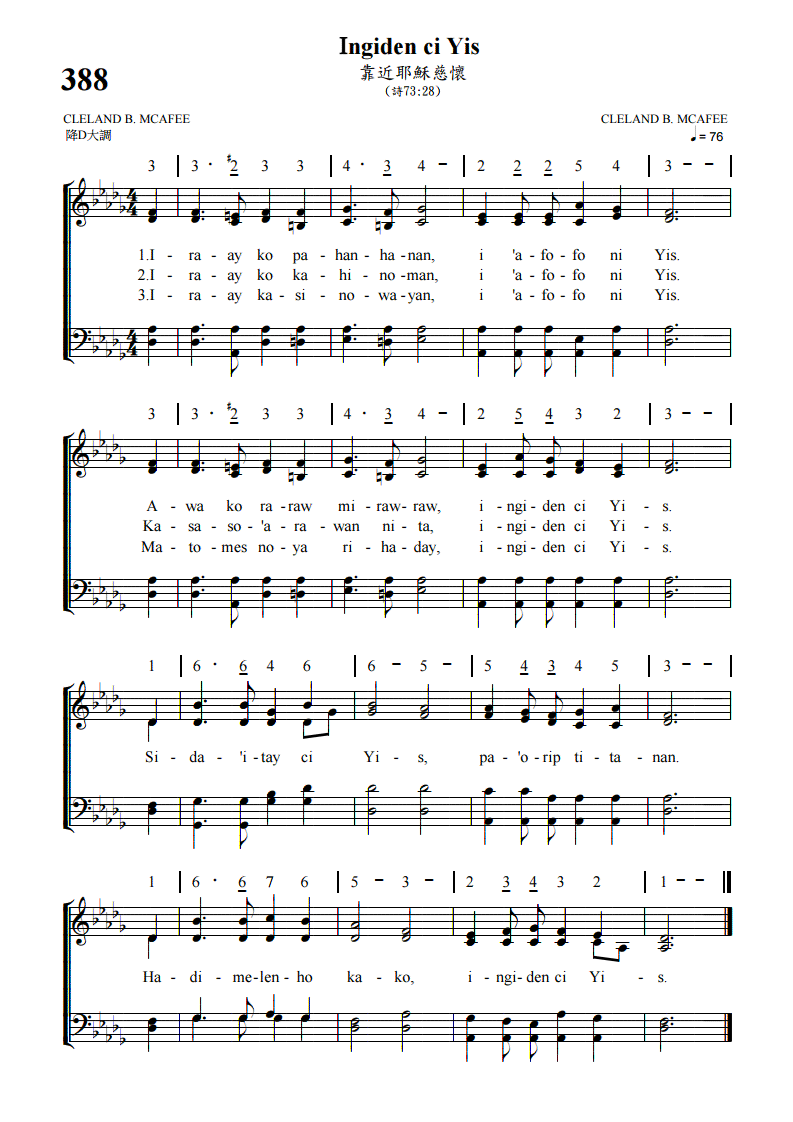 Ingiden ci Yis
388
靠近耶穌慈懷
(詩73:28)
CLELAND B. MCAFEE
CLELAND B. MCAFEE
降D大調
♩= 76
3 | 3 · #2 3 3 | 4 · 3 4 － | 2 2 2 5 4 | 3 － － |
1.I - ra - ay ko pa - han - ha - nan, i 'a - fo - fo ni Yis.
2.I - ra - ay ko ka - hi - no - man, i 'a - fo - fo ni Yis.
3.I - ra - ay ka - si - no - wa - yan, i 'a - fo - fo ni Yis.
3 | 3 · #2 3 3 | 4 · 3 4 － | 2 5 4 3 2 | 3 － － |
A - wa ko ra - raw mi - raw - raw, i - ngi - den ci Yi - s.
Ka - sa - so - 'a - ra - wan ni - ta, i - ngi - den ci Yi - s.
Ma - to - mes no - ya ri - ha - day, i - ngi - den ci Yi - s.
1 | 6 · 6 4 6 | 6 － 5 － | 5 4 3 4 5 | 3 － － |
Si - da - 'i - tay ci Yi - s, pa - 'o - rip ti - ta - nan.
1 | 6 · 6 7 6 | 5 － 3 － | 2 3 4 3 2 | 1 － － ||
Ha - di - me - len - ho ka - ko, i - ngi - den ci Yi - s.